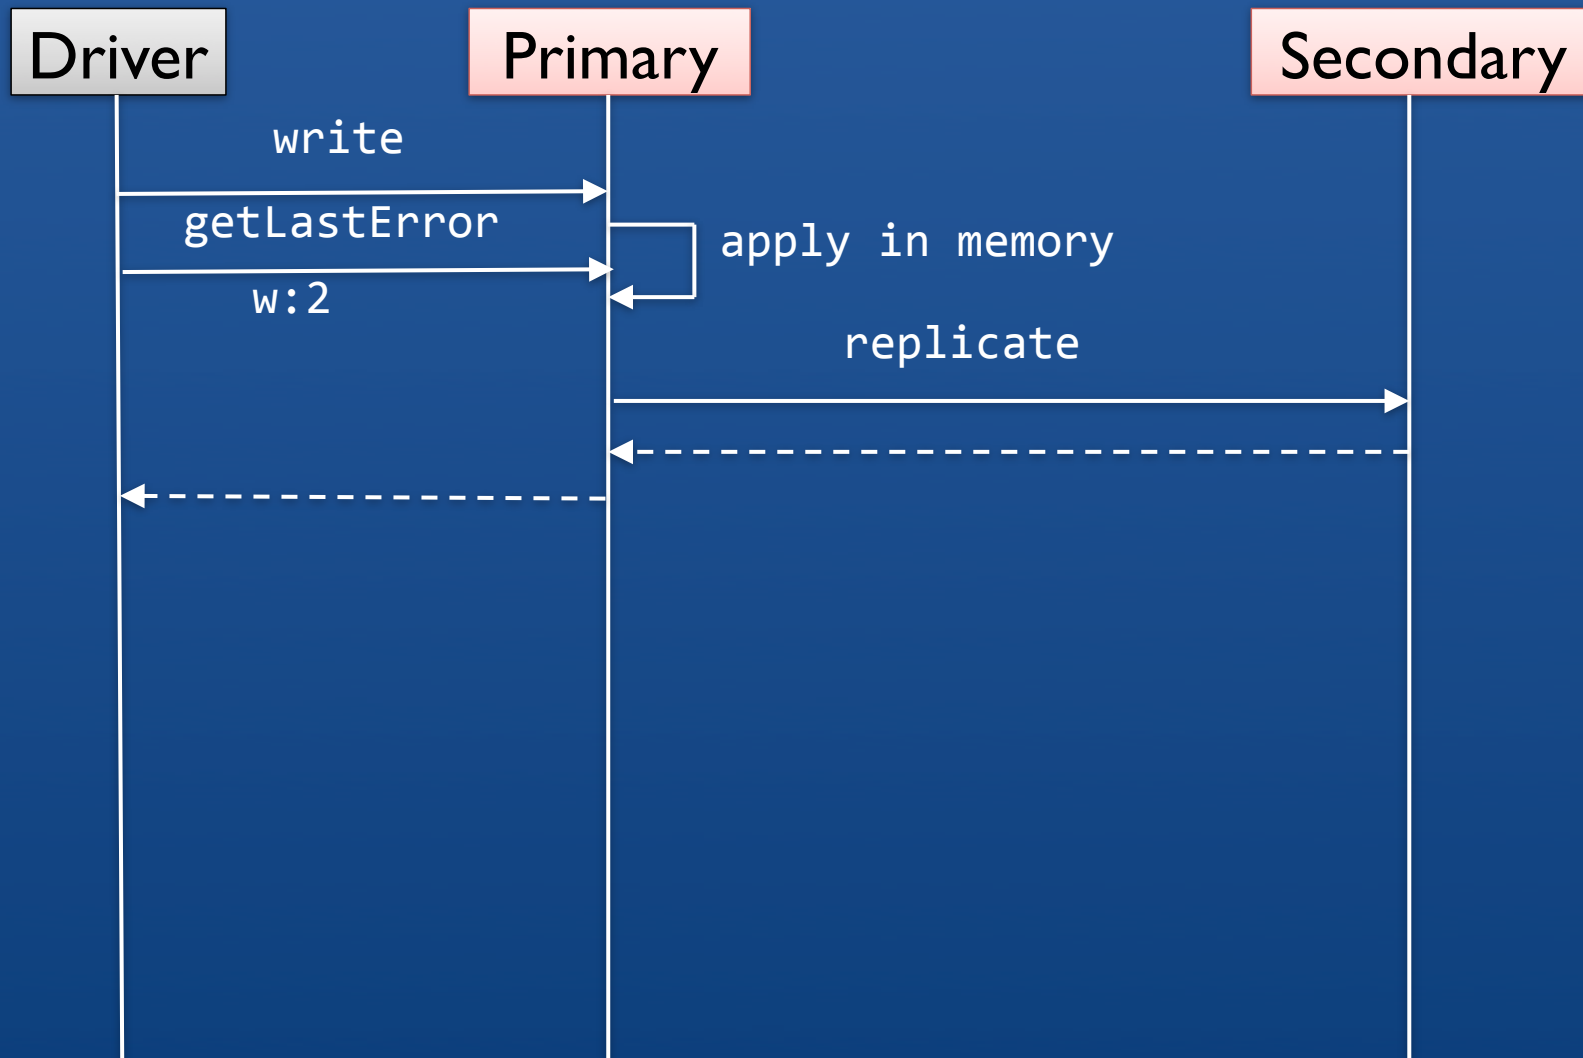 Driver
Primary
Secondary
write
getLastError
apply in memory
w:2
replicate